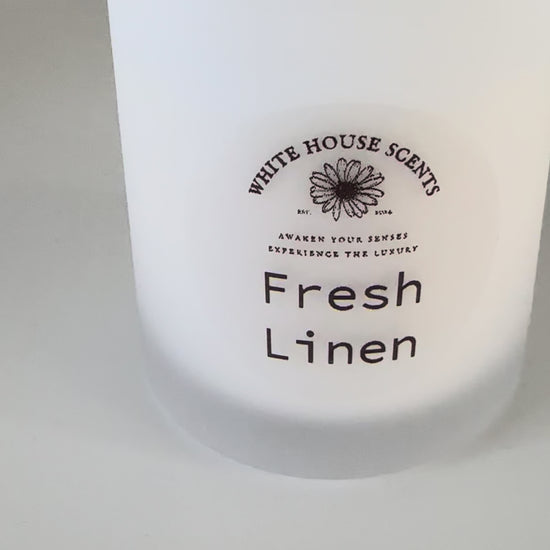 WHITE HOUSE SCENTS
EST.
AWAKEN YOUR SENSES
EXPERIENCE THE LUXURY
Fresh
Linen